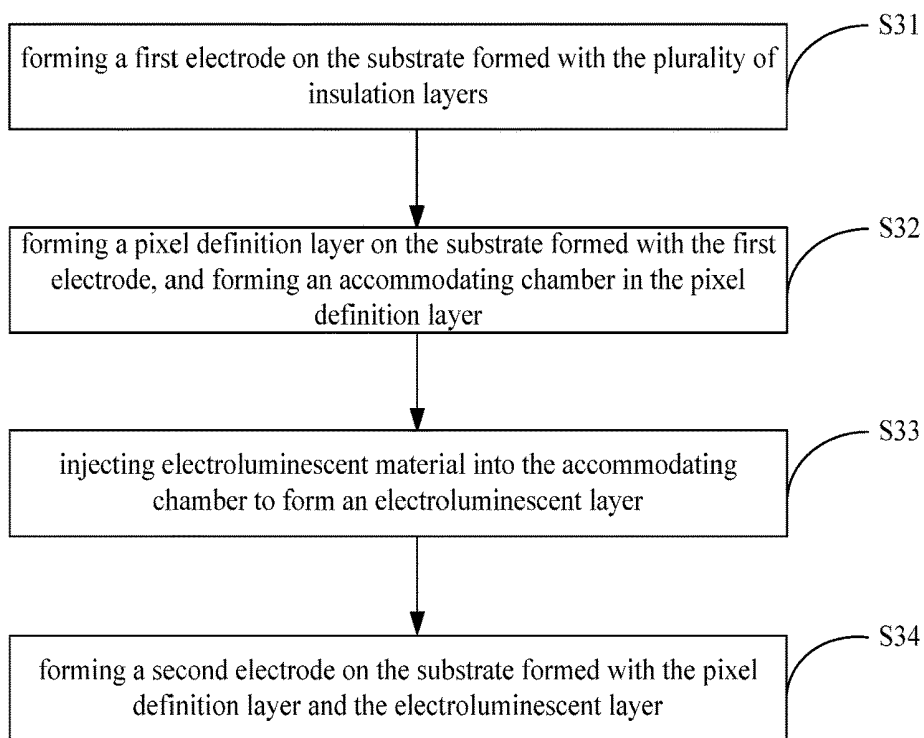 S31
forming a first electrode on the substrate formed with the plurality of
insulation layers
S32
forming a pixel definition layer on the substrate formed with the first
electrode, and forming an accommodating chamber in the pixel
definition layer
S33
injecting electroluminescent material into the accommodating
chamber to form an electroluminescent layer
S34
forming a second electrode on the substrate formed with the pixel
definition layer and the electroluminescent layer